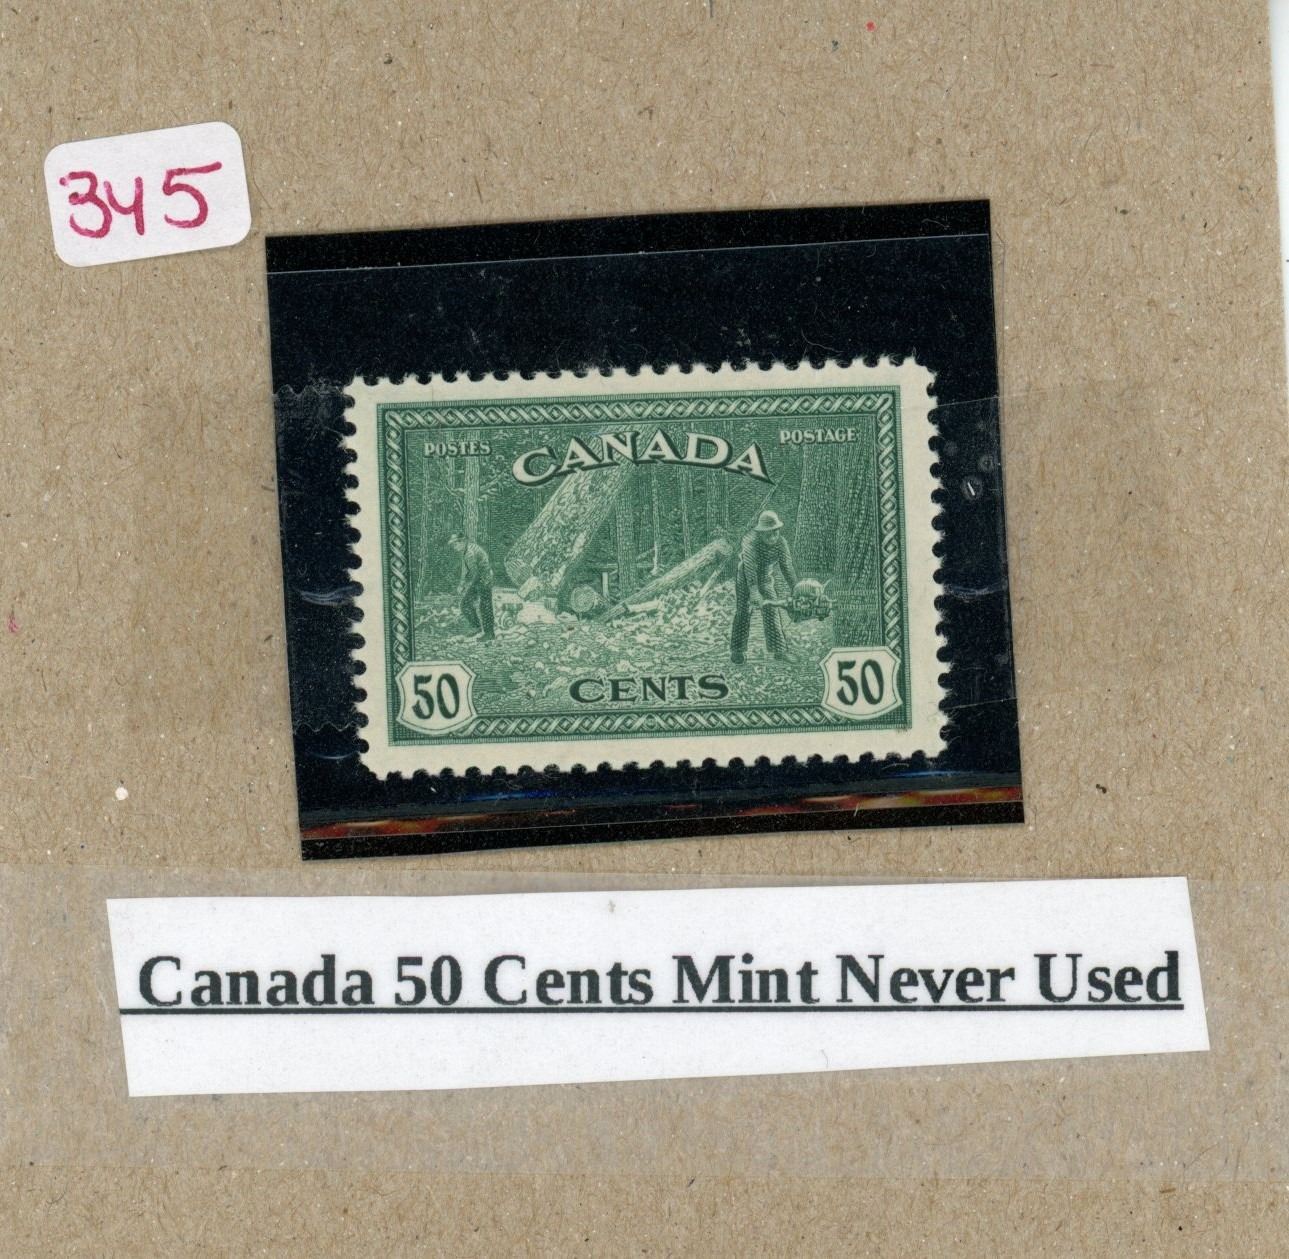 345
POSTES CANADA POSTAGE
50 CENTS 50
Canada 50 Cents Mint Never Used